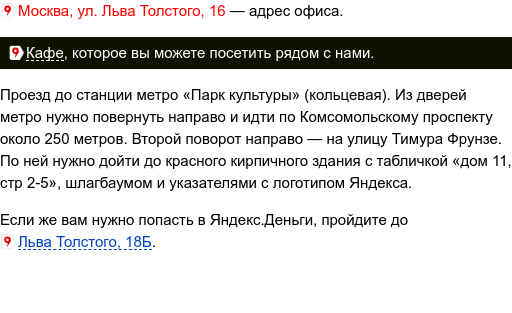 Москва, ул. Льва Толстого, 16 — адрес офиса.
Кафе, которое вы можете посетить рядом с нами.
Проезд до станции метро «Парк культуры» (кольцевая). Из дверей
метро нужно повернуть направо и идти по Комсомольскому проспекту
около 250 метров. Второй поворот направо — на улицу Тимура Фрунзе.
По ней нужно дойти до красного кирпичного здания с табличкой «дом 11,
стр 2-5», шлагбаумом и указателями с логотипом Яндекса.
Если же вам нужно попасть в Яндекс.Деньги, пройдите до
Льва Толстого, 18Б.